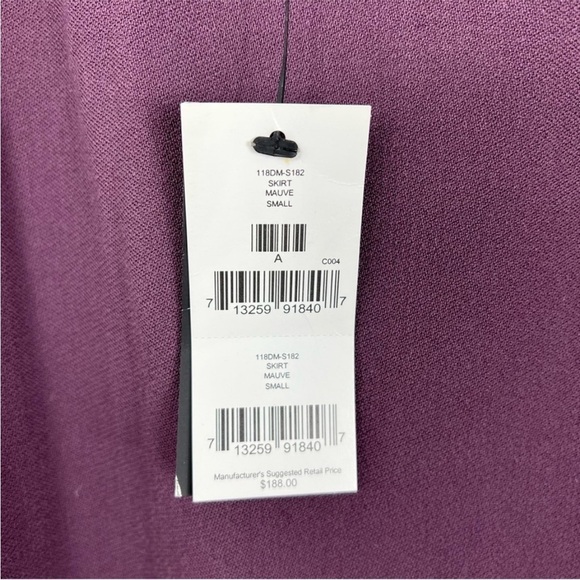 118DM-S182
SKIRT
MAUVE
SMALL
A
C004
7 13259 91840 7
118DM-S182
SKIRT
MAUVE
SMALL
7 13259 91840 7
Manufacturer's Suggested Retail Price
$188.00